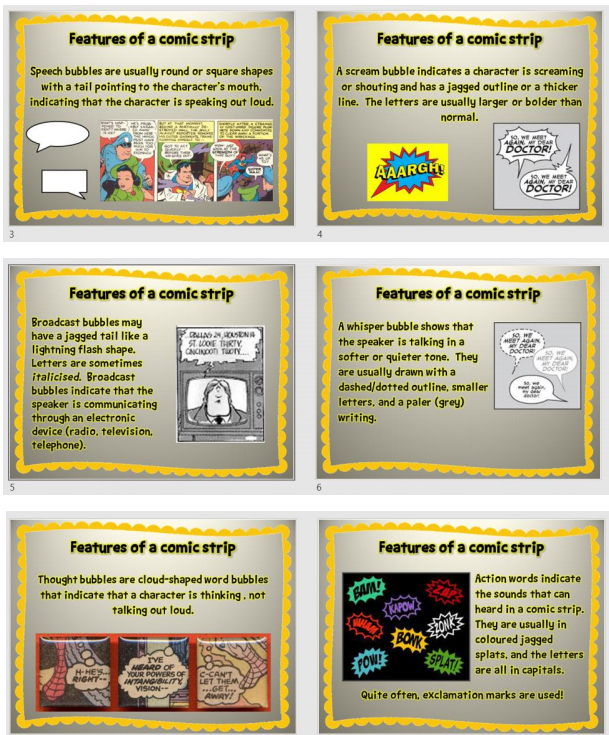 Features of a comic strip
Speech bubbles are usually round or square shapes
with a tail pointing to the character's mouth,
indicating that the character is speaking out loud.
3
Features of a comic strip
A scream bubble indicates a character is screaming
or shouting and has a jagged outline or a thicker
line. The letters are usually larger or bolder than
normal.
AAARGH!
SO, WE MEET
AGAIN, MY DEAR
DOCTOR!
SO, WE MEET
AGAIN, MY DEAR
DOCTOR!
4
Features of a comic strip
Broadcast bubbles may
have a jagged tail like a
lightning flash shape.
Letters are sometimes
italicised. Broadcast
bubbles indicate that the
speaker is communicating
through an electronic
device (radio, television,
telephone).
DALLAS 29, HOUSTON 14
ST. LOOIE THIRTY,
CINCINOOTI TWOTY....
5
Features of a comic strip
A whisper bubble shows that
the speaker is talking in a
softer or quieter tone. They
are usually drawn with a
dashed/dotted outline, smaller
letters, and a paler (grey)
writing.
SO, WE
MEET AGAIN,
MY DEAR
DOCTOR!
SO, WE
MEET AGAIN,
MY DEAR
DOCTOR!
SO, WE
MEET AGAIN,
MY DEAR
DOCTOR!
6
Features of a comic strip
Thought bubbles are cloud-shaped word bubbles
that indicate that a character is thinking , not
talking out loud.
H-HE'S
RIGHT--
I'VE
HEARD OF
YOUR POWERS OF
INTANGIBILITY,
VISION--
C-CAN'T
LET THEM
...GET...
AWAY!
Features of a comic strip
BAM!
ZAP
KAPOW
WHAM
ZONK
BONK
POW!
SPLAT!
Action words indicate
the sounds that can
heard in a comic strip.
They are usually in
coloured jagged
splats, and the letters
are all in capitals.
Quite often, exclamation marks are used!